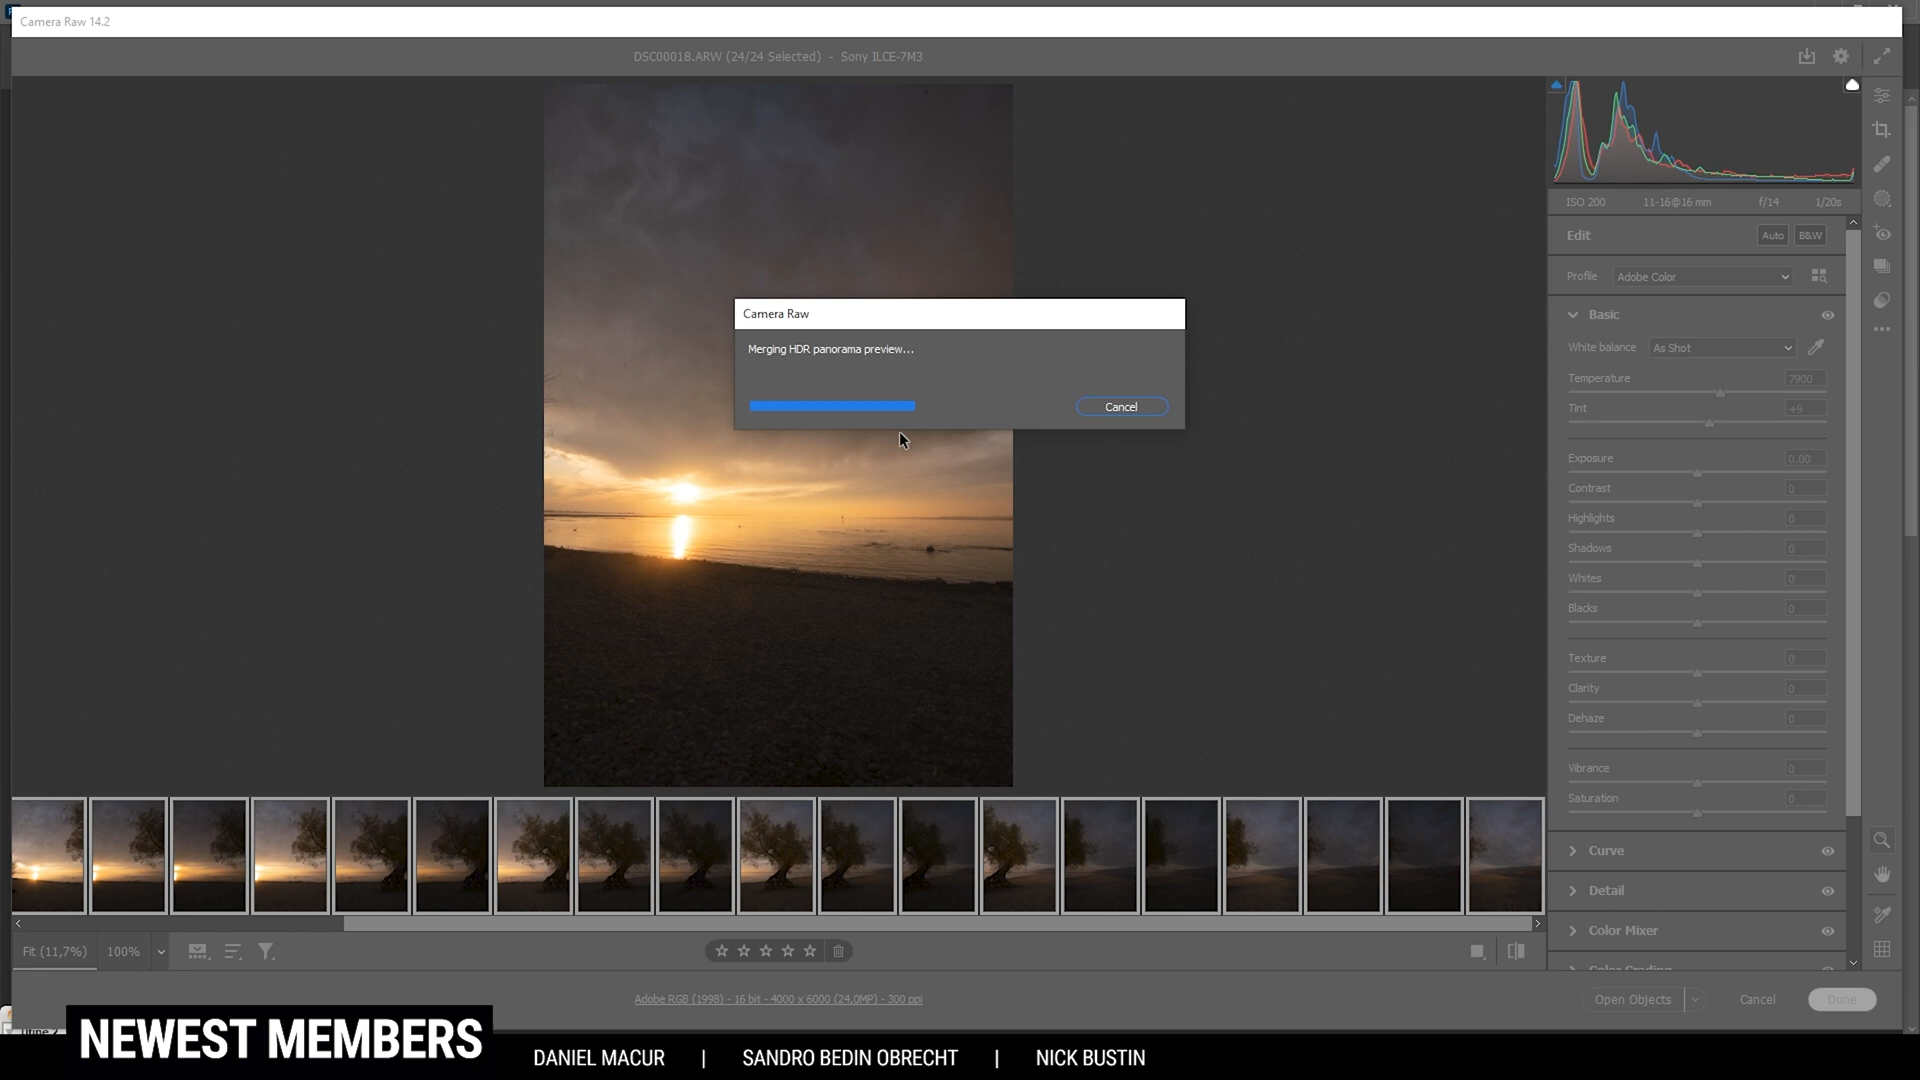 Camera Raw 14.2
DSC00018.ARW (24/24 Selected) - Sony ILCE-7M3
ISO 200 11-16@16 mm f/14 1/20s
Edit Auto B&W
Profile Adobe Color
Camera Raw
Basic
Merging HDR panorama preview...
White balance As Shot
Temperature 7900
Cancel
Tint +9
Exposure 0.00
Contrast 0
Highlights 0
Shadows 0
Whites 0
Blacks 0
Texture 0
Clarity 0
Dehaze 0
Vibrance 0
Saturation 0
Curve
Detail
Color Mixer
Color Grading
Fit (11,7%) 100%
Adobe RGB (1998) - 16 bit - 4000 x 6000 (24,0MP) - 300 ppi
Open Objects Cancel Done
NEWEST MEMBERS
DANIEL MACUR | SANDRO BEDIN OBRECHT | NICK BUSTIN